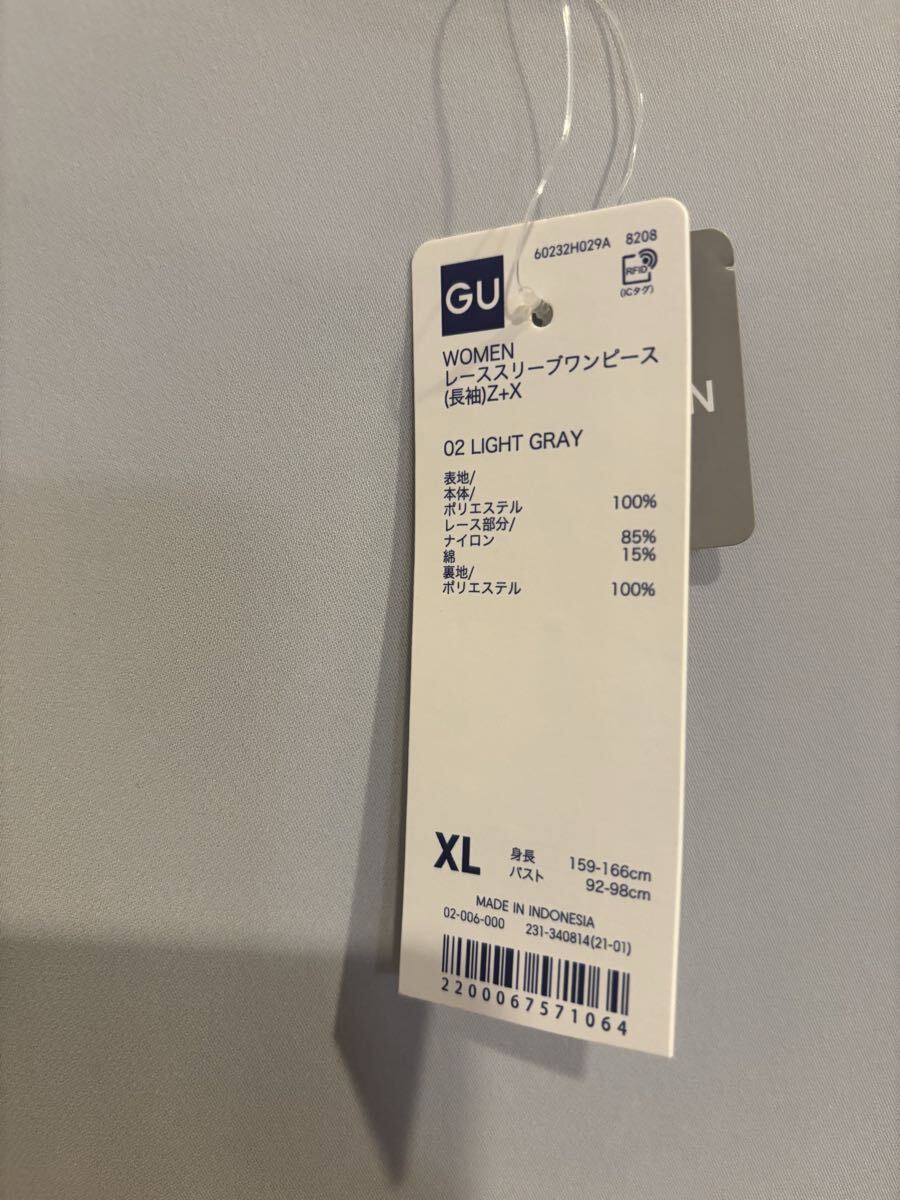 60232H029A 8208
GU
RFID
(ICタグ)
WOMEN
レーススリーブワンピース
(長袖)Z+X
02 LIGHT GRAY
表地/
本体/
ポリエステル 100%
レース部分/
ナイロン 85%
綿 15%
裏地/
ポリエステル 100%
XL
身長 159-166cm
バスト 92-98cm
MADE IN INDONESIA
02-006-000 231-340814(21-01)
2200067571064
N